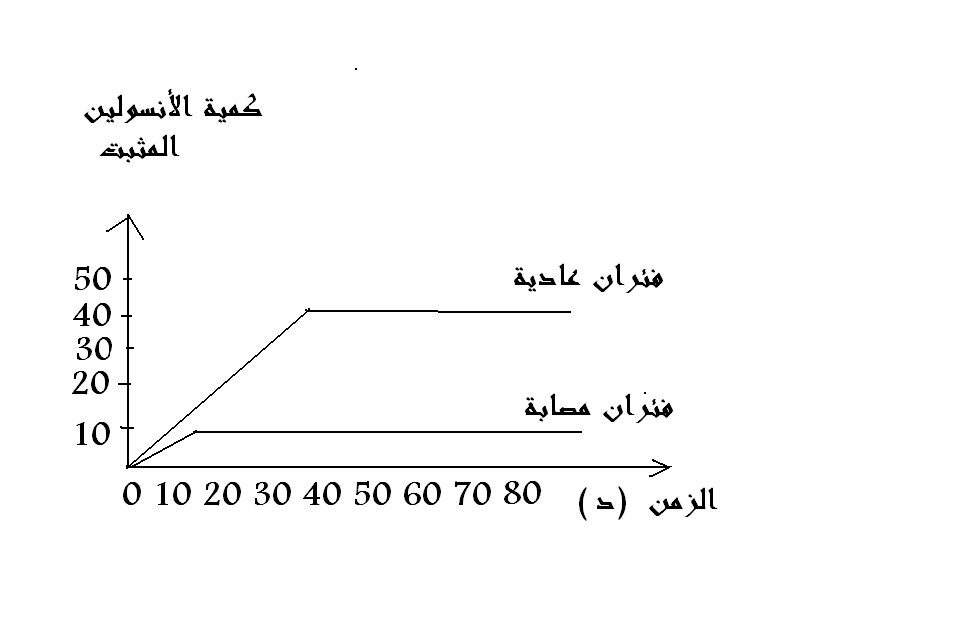 كمية الأنسولين
المثبت
50
40
30
20
10
فئران عادية
فئران مصابة
0 10 20 30 40 50 60 70 80
الزمن (د)